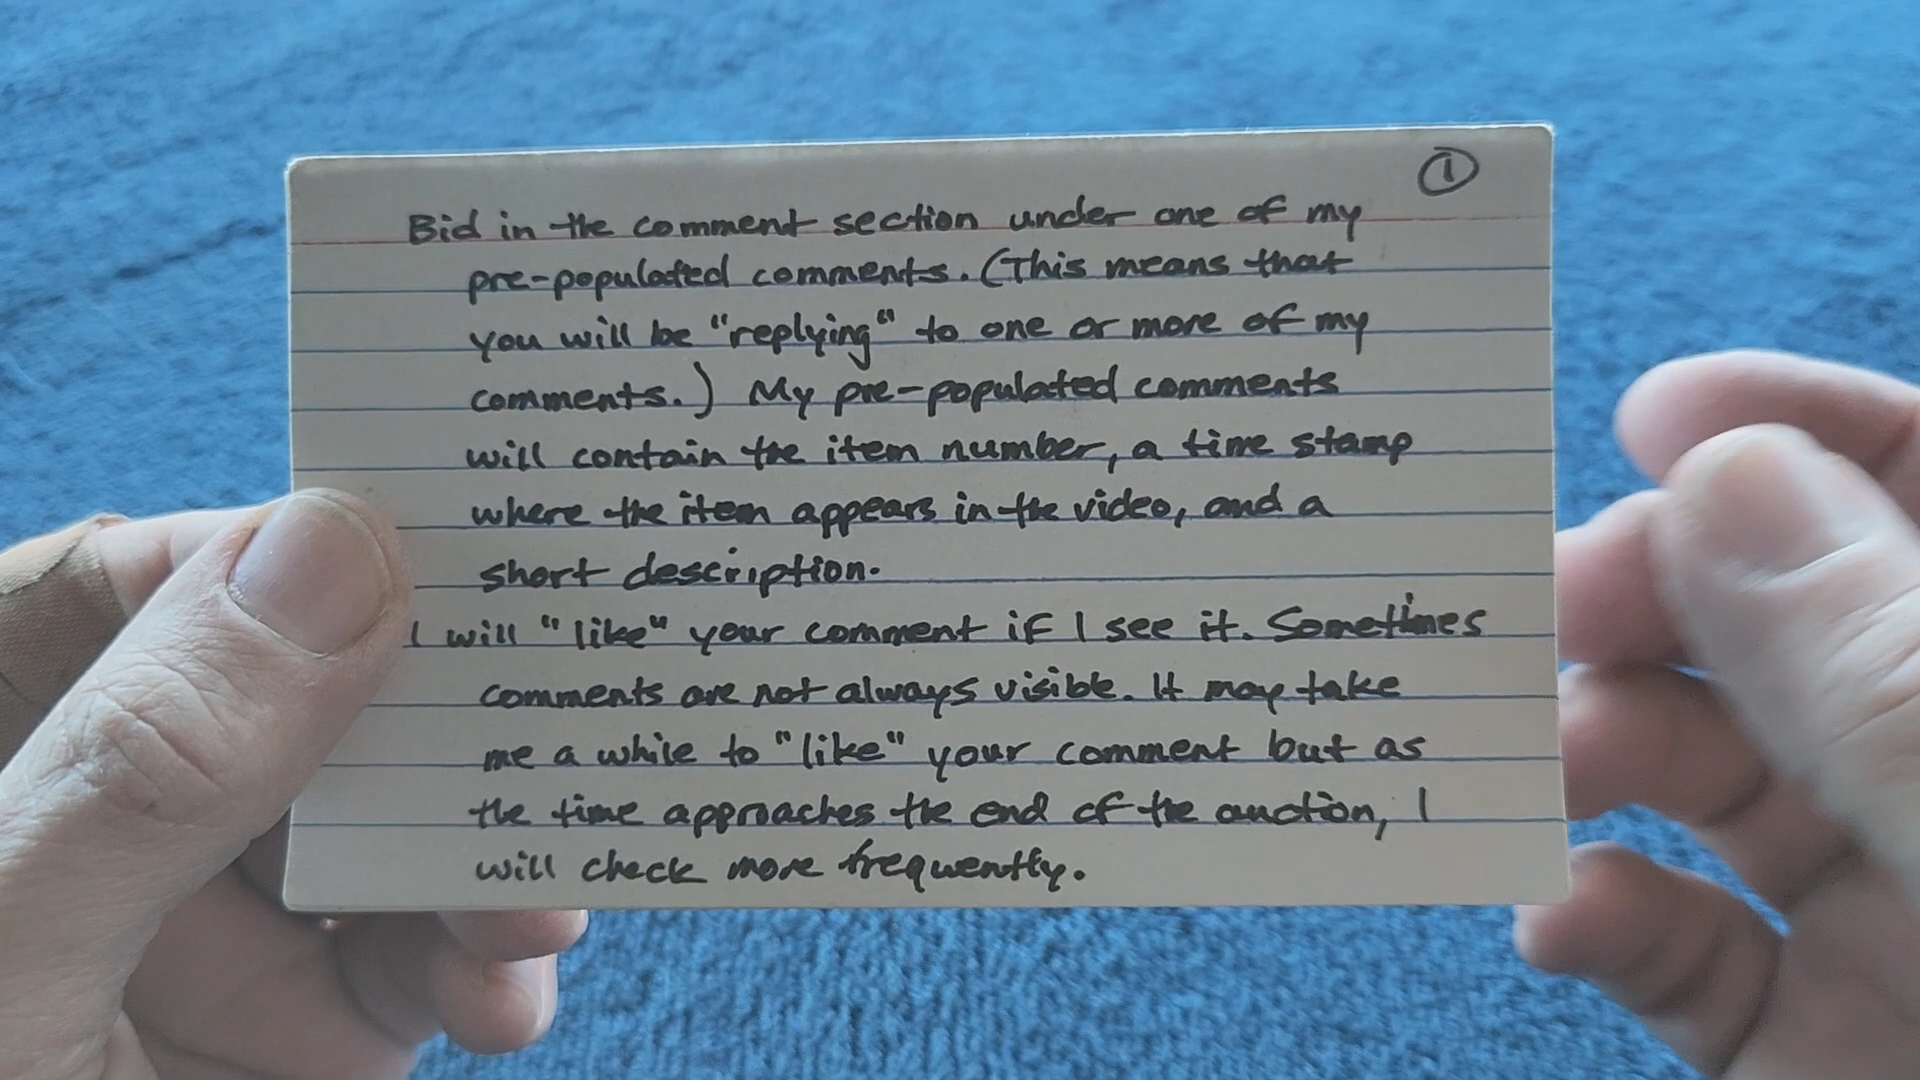 ①
Bid in the comment section under one of my
pre-populated comments. (This means that
you will be "replying" to one or more of my
comments.) My pre-populated comments
will contain the item number, a time stamp
where the item appears in the video, and a
short description.
I will "like" your comment if I see it. Sometimes
comments are not always visible. It may take
me a while to "like" your comment but as
the time approaches the end of the auction, I
will check more frequently.